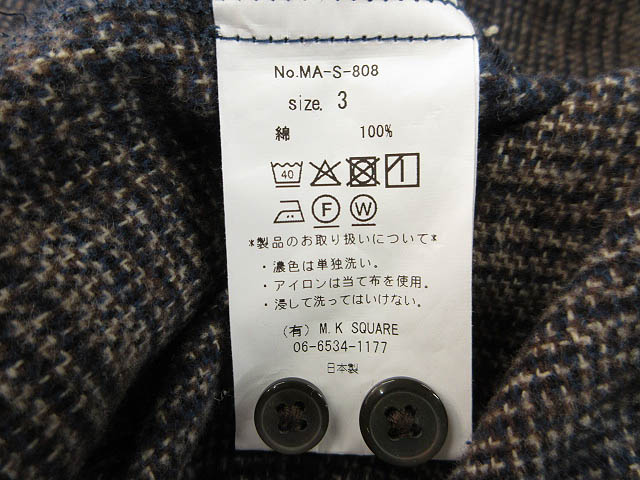 No.MA-S-808
size. 3
綿 100%
40
F W
*製品のお取り扱いについて*
・濃色は単独洗い。
・アイロンは当て布を使用。
・浸して洗ってはいけない。
(有) M.K SQUARE
06-6534-1177
日本製